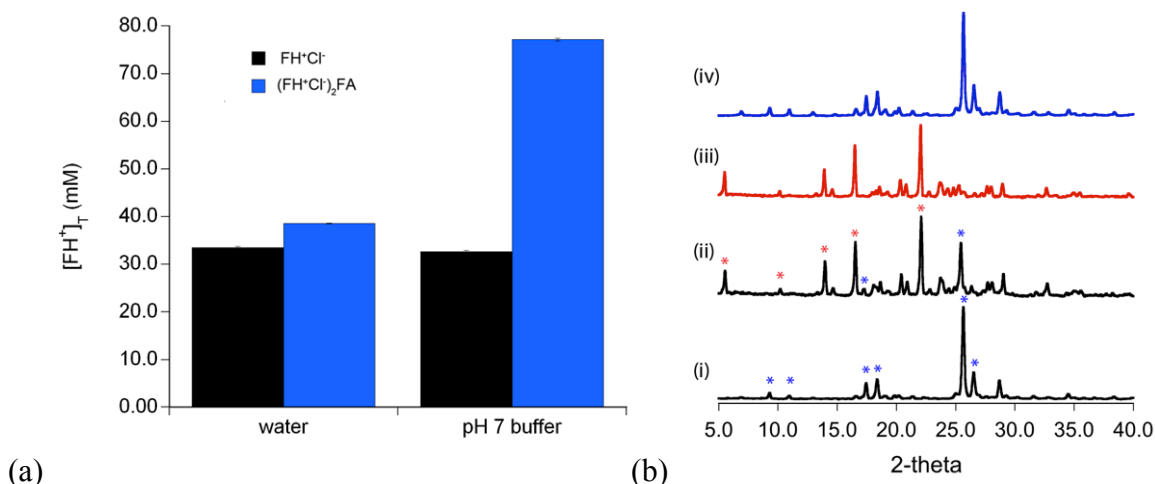 80.0
70.0
60.0
50.0
40.0
30.0
20.0
10.0
0.00
[FH⁺]T (mM)
FH⁺Cl⁻
(FH⁺Cl⁻)₂FA
water
pH 7 buffer
(a)
(iv)
(iii)
(ii)
(i)
* * * * * * *
* * * * * *
5.0 10.0 15.0 20.0 25.0 30.0 35.0 40.0
2-theta
(b)